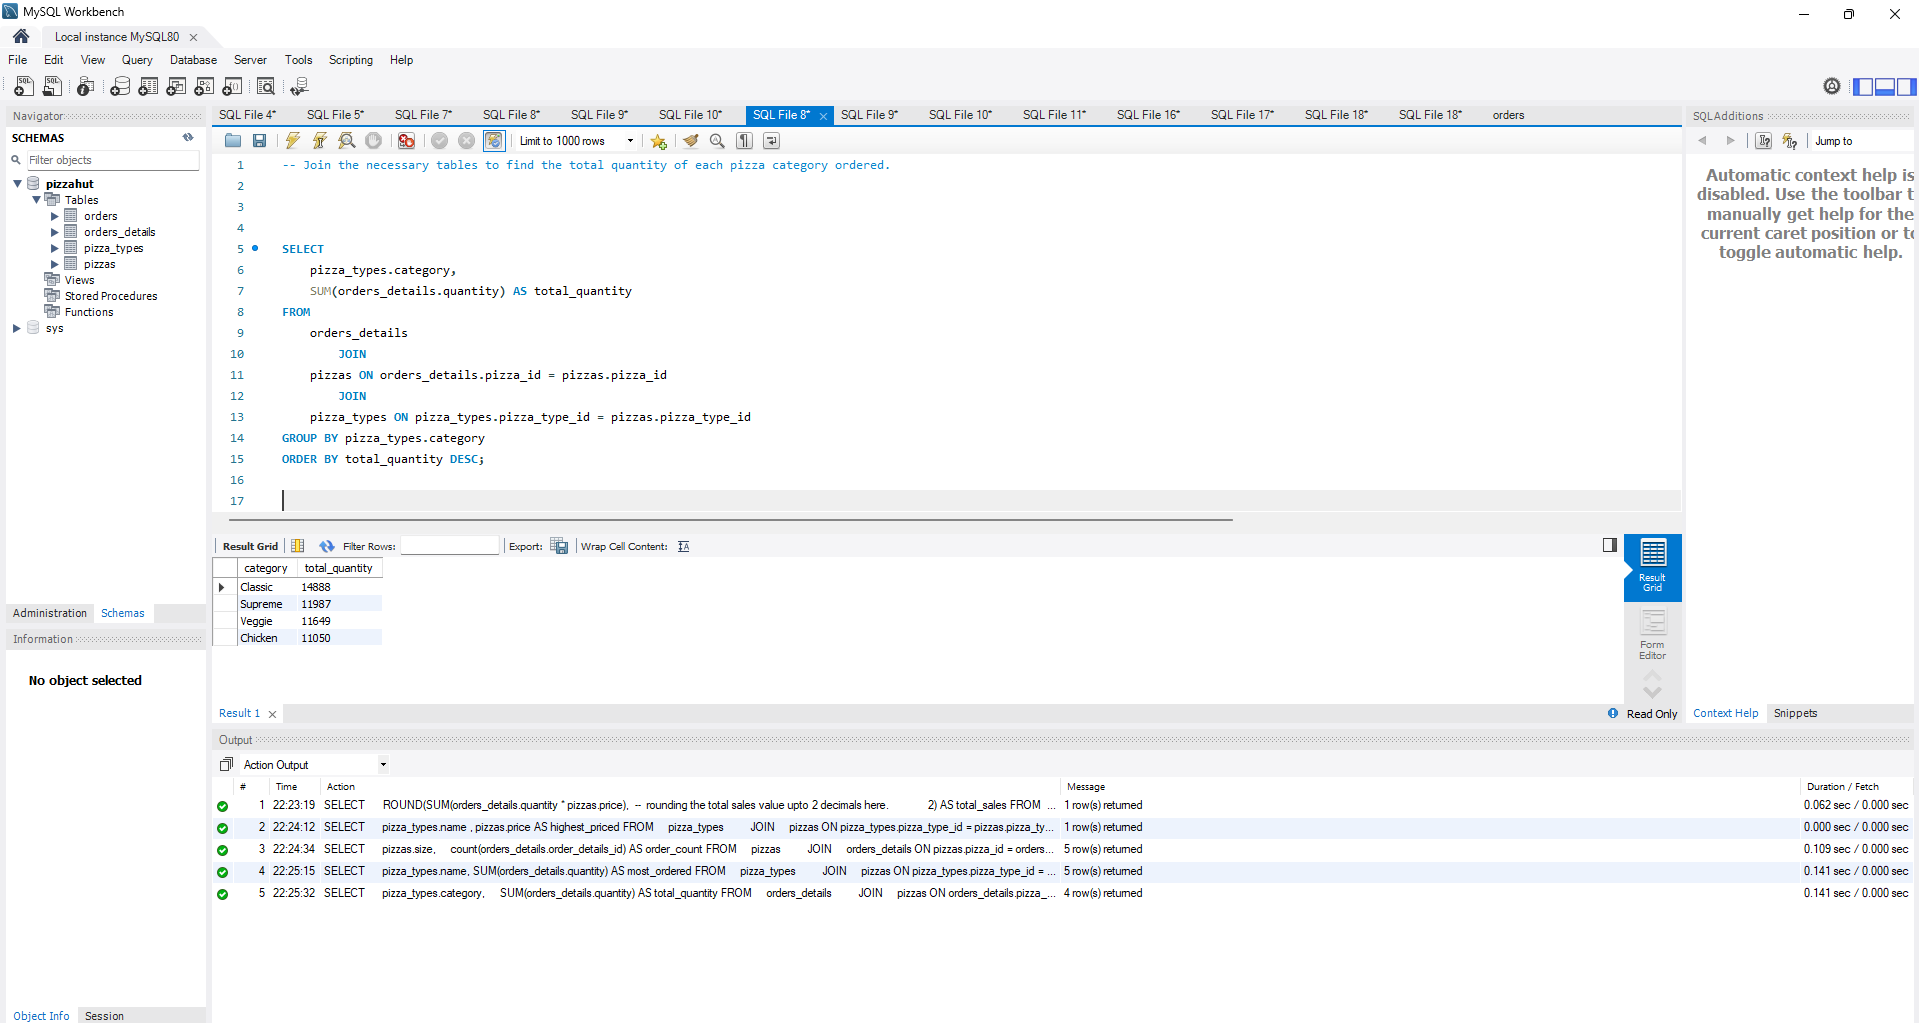 MySQL Workbench
Local instance MySQL80
File Edit View Query Database Server Tools Scripting Help
Navigator
SCHEMAS
Filter objects
pizzahut
Tables
orders
orders_details
pizza_types
pizzas
Views
Stored Procedures
Functions
sys
Administration Schemas
Information
No object selected
Object Info Session
SQL File 4* SQL File 5* SQL File 7* SQL File 8* SQL File 9* SQL File 10* SQL File 8* SQL File 9* SQL File 10* SQL File 11* SQL File 16* SQL File 17* SQL File 18* SQL File 18* orders
Limit to 1000 rows
1 -- Join the necessary tables to find the total quantity of each pizza category ordered.
2
3
4
5 SELECT
6 pizza_types.category,
7 SUM(orders_details.quantity) AS total_quantity
8 FROM
9 orders_details
10 JOIN
11 pizzas ON orders_details.pizza_id = pizzas.pizza_id
12 JOIN
13 pizza_types ON pizza_types.pizza_type_id = pizzas.pizza_type_id
14 GROUP BY pizza_types.category
15 ORDER BY total_quantity DESC;
16
17
Result Grid Filter Rows: Export: Wrap Cell Content:
category total_quantity
Classic 14888
Supreme 11987
Veggie 11649
Chicken 11050
Result
Grid
Form
Editor
Result 1
Read Only
SQLAdditions
Jump to
Automatic context help is
disabled. Use the toolbar t
manually get help for the
current caret position or to
toggle automatic help.
Context Help Snippets
Output
Action Output
# Time Action Message Duration / Fetch
1 22:23:19 SELECT ROUND(SUM(orders_details.quantity * pizzas.price), -- rounding the total sales value upto 2 decimals here. 2) AS total_sales FROM ... 1 row(s) returned 0.062 sec / 0.000 sec
2 22:24:12 SELECT pizza_types.name , pizzas.price AS highest_priced FROM pizza_types JOIN pizzas ON pizza_types.pizza_type_id = pizzas.pizza_ty... 1 row(s) returned 0.000 sec / 0.000 sec
3 22:24:34 SELECT pizzas.size, count(orders_details.order_details_id) AS order_count FROM pizzas JOIN orders_details ON pizzas.pizza_id = orders... 5 row(s) returned 0.109 sec / 0.000 sec
4 22:25:15 SELECT pizza_types.name, SUM(orders_details.quantity) AS most_ordered FROM pizza_types JOIN pizzas ON pizza_types.pizza_type_id = ... 5 row(s) returned 0.141 sec / 0.000 sec
5 22:25:32 SELECT pizza_types.category, SUM(orders_details.quantity) AS total_quantity FROM orders_details JOIN pizzas ON orders_details.pizza_... 4 row(s) returned 0.141 sec / 0.000 sec